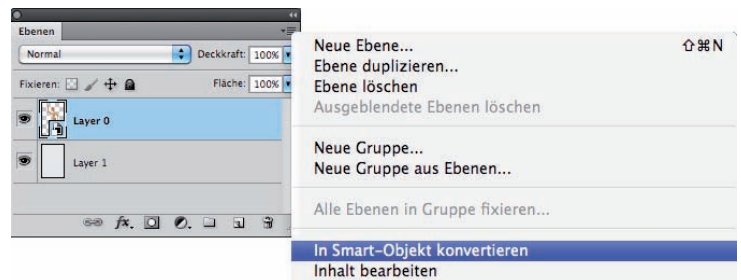 Ebenen
Normal Deckkraft: 100%
Fixieren: Fläche: 100%
Layer 0
Layer 1
fx.
Neue Ebene... ⇧⌘N
Ebene duplizieren...
Ebene löschen
Ausgeblendete Ebenen löschen
Neue Gruppe...
Neue Gruppe aus Ebenen...
Alle Ebenen in Gruppe fixieren...
In Smart-Objekt konvertieren
Inhalt bearbeiten